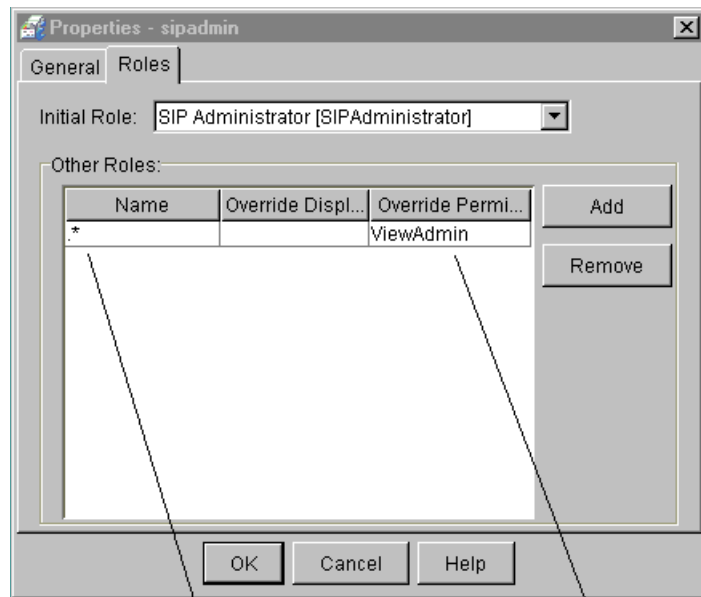 Properties - sipadmin
General Roles
Initial Role: SIP Administrator [SIPAdministrator]
Other Roles:
Name Override Displ... Override Permi... Add
.* ViewAdmin
Remove
OK Cancel Help